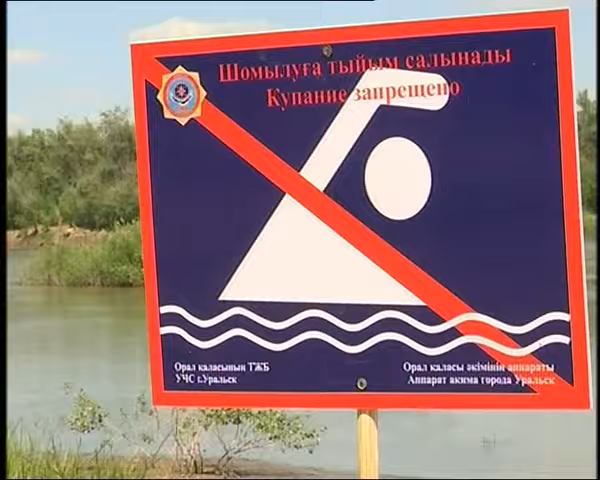 Шомылуға тыйым салынады
Купание запрещено
Орал қаласының ТЖБ
УЧС г.Уральск
Орал қаласы әкімінің аппараты
Аппарат акима города Уральск